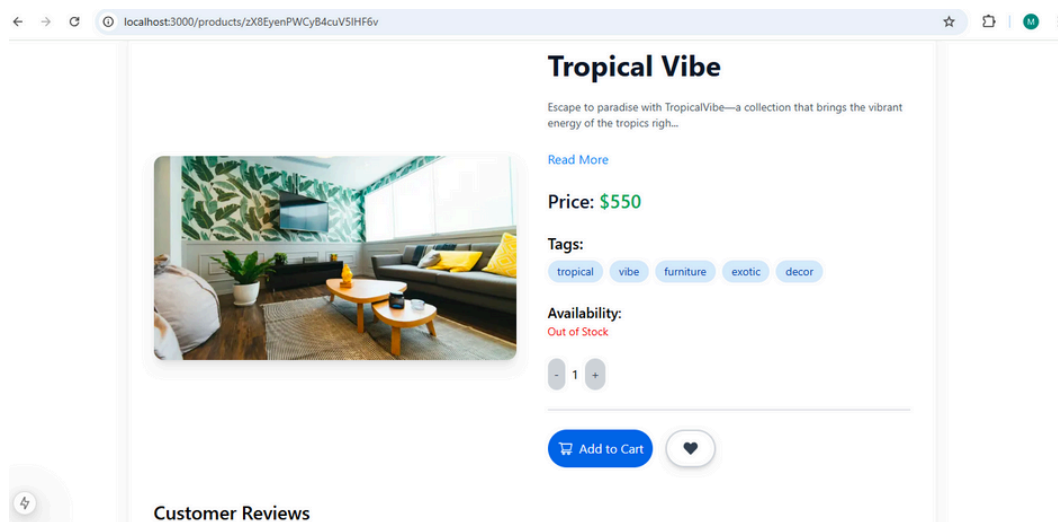 localhost:3000/products/zX8EyenPWCyB4cuV5IHF6v
M
Tropical Vibe
Escape to paradise with TropicalVibe—a collection that brings the vibrant
energy of the tropics righ...
Read More
Price: $550
Tags:
tropical vibe furniture exotic decor
Availability:
Out of Stock
- 1 +
Add to Cart
Customer Reviews